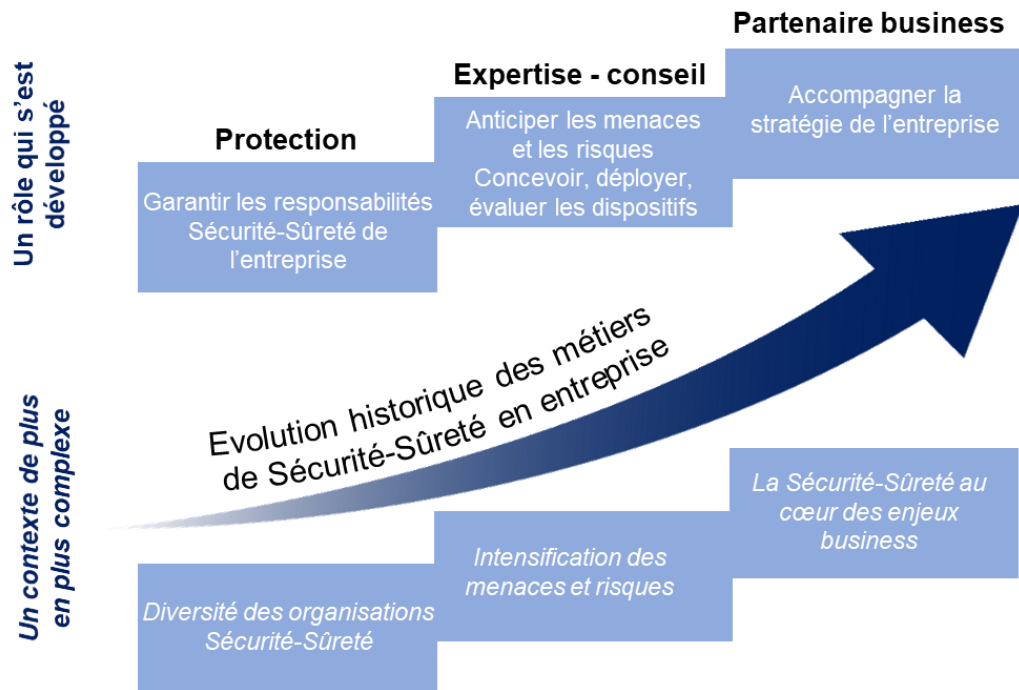 Un rôle qui s’est
développé
Protection
Garantir les responsabilités
Sécurité-Sûreté de
l’entreprise
Expertise - conseil
Anticiper les menaces
et les risques
Concevoir, déployer,
évaluer les dispositifs
Partenaire business
Accompagner la
stratégie de l’entreprise
Evolution historique des métiers
de Sécurité-Sûreté en entreprise
Un contexte de plus
en plus complexe
Diversité des organisations
Sécurité-Sûreté
Intensification des
menaces et risques
La Sécurité-Sûreté au
cœur des enjeux
business